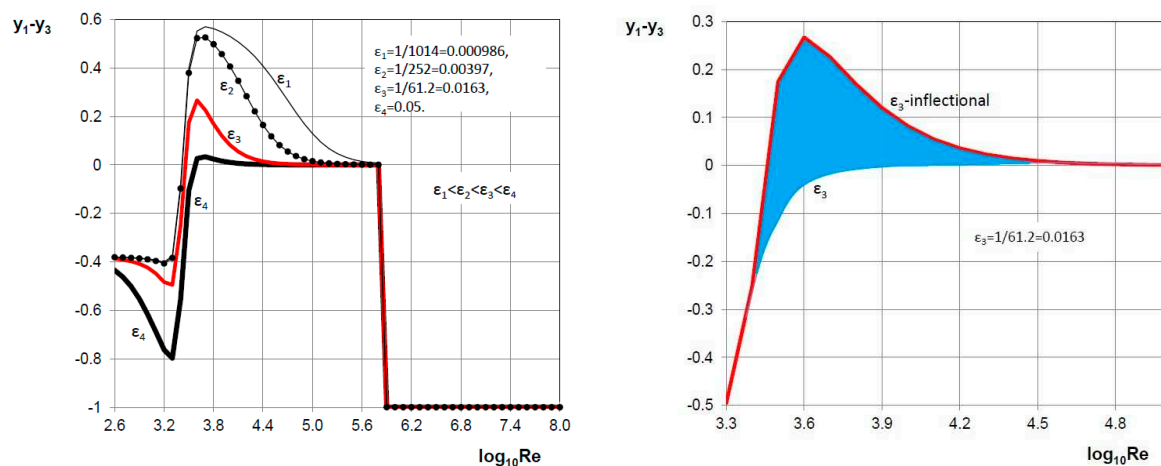 y₁-y₃
0.6
0.4
0.2
0
-0.2
-0.4
-0.6
-0.8
-1
2.6 3.2 3.8 4.4 5.0 5.6 6.2 6.8 7.4 8.0
log₁₀Re
ε₁=1/1014=0.000986,
ε₂=1/252=0.00397,
ε₃=1/61.2=0.0163,
ε₄=0.05.
ε₁
ε₂
ε₃
ε₄
ε₁<ε₂<ε₃<ε₄
ε₄
y₁-y₃
0.3
0.2
0.1
0
-0.1
-0.2
-0.3
-0.4
-0.5
3.3 3.6 3.9 4.2 4.5 4.8
log₁₀Re
ε₃-inflectional
ε₃
ε₃=1/61.2=0.0163